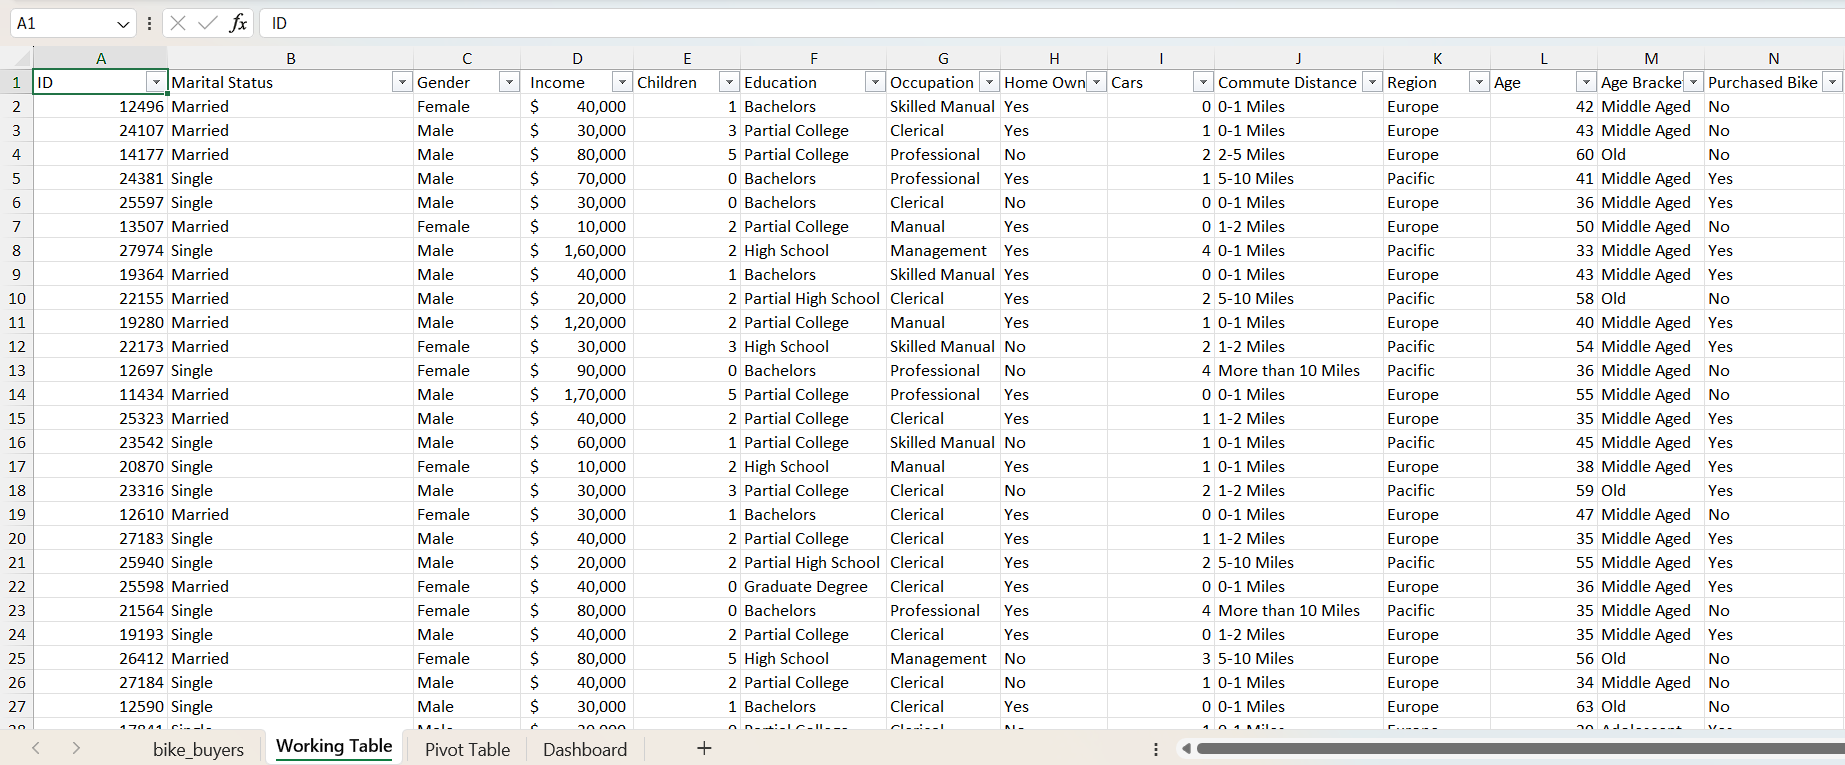 A1 fx ID
A B C D E F G H I J K L M N
1 ID Marital Status Gender Income Children Education Occupation Home Own Cars Commute Distance Region Age Age Bracke Purchased Bike
2 12496 Married Female $ 40,000 1 Bachelors Skilled Manual Yes 0 0-1 Miles Europe 42 Middle Aged No
3 24107 Married Male $ 30,000 3 Partial College Clerical Yes 1 0-1 Miles Europe 43 Middle Aged No
4 14177 Married Male $ 80,000 5 Partial College Professional No 2 2-5 Miles Europe 60 Old No
5 24381 Single Male $ 70,000 0 Bachelors Professional Yes 1 5-10 Miles Pacific 41 Middle Aged Yes
6 25597 Single Male $ 30,000 0 Bachelors Clerical No 0 0-1 Miles Europe 36 Middle Aged Yes
7 13507 Married Female $ 10,000 2 Partial College Manual Yes 0 1-2 Miles Europe 50 Middle Aged No
8 27974 Single Male $ 1,60,000 2 High School Management Yes 4 0-1 Miles Pacific 33 Middle Aged Yes
9 19364 Married Male $ 40,000 1 Bachelors Skilled Manual Yes 0 0-1 Miles Europe 43 Middle Aged Yes
10 22155 Married Male $ 20,000 2 Partial High School Clerical Yes 2 5-10 Miles Pacific 58 Old No
11 19280 Married Male $ 1,20,000 2 Partial College Manual Yes 1 0-1 Miles Europe 40 Middle Aged Yes
12 22173 Married Female $ 30,000 3 High School Skilled Manual No 2 1-2 Miles Pacific 54 Middle Aged Yes
13 12697 Single Female $ 90,000 0 Bachelors Professional No 4 More than 10 Miles Pacific 36 Middle Aged No
14 11434 Married Male $ 1,70,000 5 Partial College Professional Yes 0 0-1 Miles Europe 55 Middle Aged No
15 25323 Married Male $ 40,000 2 Partial College Clerical Yes 1 1-2 Miles Europe 35 Middle Aged Yes
16 23542 Single Male $ 60,000 1 Partial College Skilled Manual No 1 0-1 Miles Pacific 45 Middle Aged Yes
17 20870 Single Female $ 10,000 2 High School Manual Yes 1 0-1 Miles Europe 38 Middle Aged Yes
18 23316 Single Male $ 30,000 3 Partial College Clerical No 2 1-2 Miles Pacific 59 Old Yes
19 12610 Married Female $ 30,000 1 Bachelors Clerical Yes 0 0-1 Miles Europe 47 Middle Aged No
20 27183 Single Male $ 40,000 2 Partial College Clerical Yes 1 1-2 Miles Europe 35 Middle Aged Yes
21 25940 Single Male $ 20,000 2 Partial High School Clerical Yes 2 5-10 Miles Pacific 55 Middle Aged Yes
22 25598 Married Female $ 40,000 0 Graduate Degree Clerical Yes 0 0-1 Miles Europe 36 Middle Aged Yes
23 21564 Single Female $ 80,000 0 Bachelors Professional Yes 4 More than 10 Miles Pacific 35 Middle Aged No
24 19193 Single Male $ 40,000 2 Partial College Clerical Yes 0 1-2 Miles Europe 35 Middle Aged Yes
25 26412 Married Female $ 80,000 5 High School Management No 3 5-10 Miles Europe 56 Old No
26 27184 Single Male $ 40,000 2 Partial College Clerical No 1 0-1 Miles Europe 34 Middle Aged No
27 12590 Single Male $ 30,000 1 Bachelors Clerical Yes 0 0-1 Miles Europe 63 Old No
bike_buyers Working Table Pivot Table Dashboard +